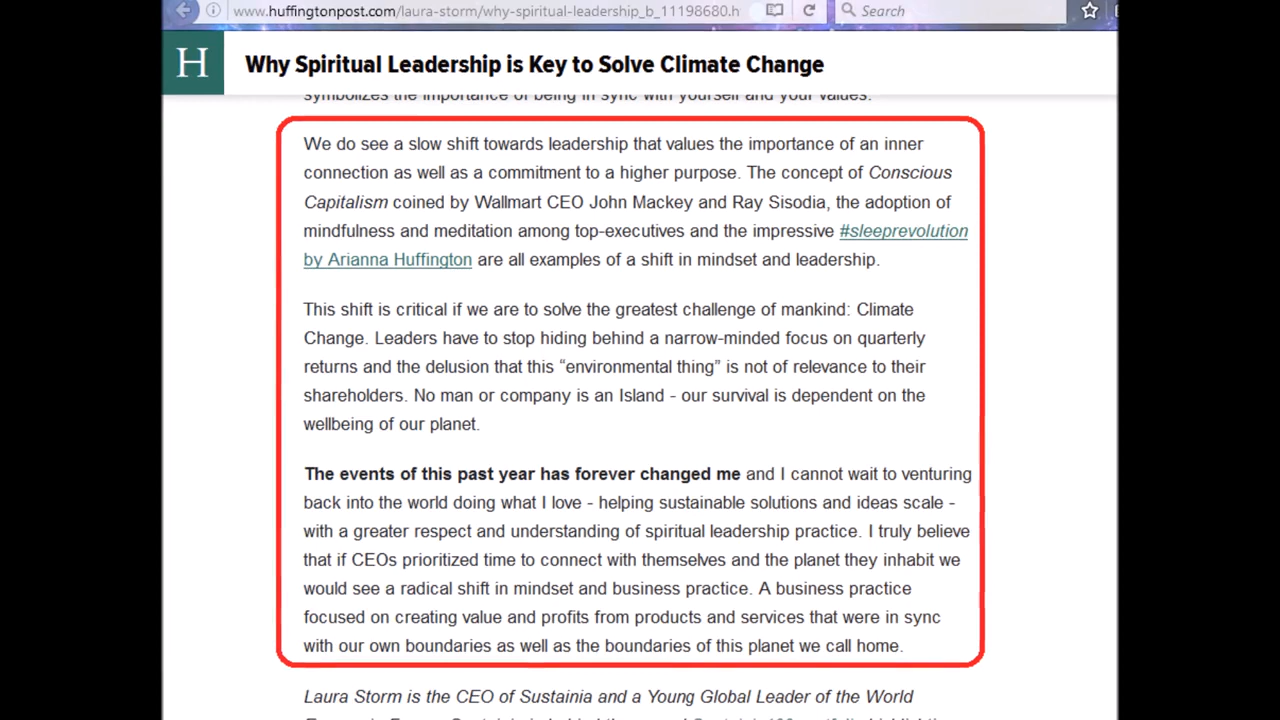 www.huffingtonpost.com/laura-storm/why-spiritual-leadership_b_11198680.h
Search
H
Why Spiritual Leadership is Key to Solve Climate Change
symbolizes the importance of being in sync with yourself and your values.
We do see a slow shift towards leadership that values the importance of an inner
connection as well as a commitment to a higher purpose. The concept of Conscious
Capitalism coined by Wallmart CEO John Mackey and Ray Sisodia, the adoption of
mindfulness and meditation among top-executives and the impressive #sleeprevolution
by Arianna Huffington are all examples of a shift in mindset and leadership.
This shift is critical if we are to solve the greatest challenge of mankind: Climate
Change. Leaders have to stop hiding behind a narrow-minded focus on quarterly
returns and the delusion that this “environmental thing” is not of relevance to their
shareholders. No man or company is an Island - our survival is dependent on the
wellbeing of our planet.
The events of this past year has forever changed me and I cannot wait to venturing
back into the world doing what I love - helping sustainable solutions and ideas scale -
with a greater respect and understanding of spiritual leadership practice. I truly believe
that if CEOs prioritized time to connect with themselves and the planet they inhabit we
would see a radical shift in mindset and business practice. A business practice
focused on creating value and profits from products and services that were in sync
with our own boundaries as well as the boundaries of this planet we call home.
Laura Storm is the CEO of Sustainia and a Young Global Leader of the World